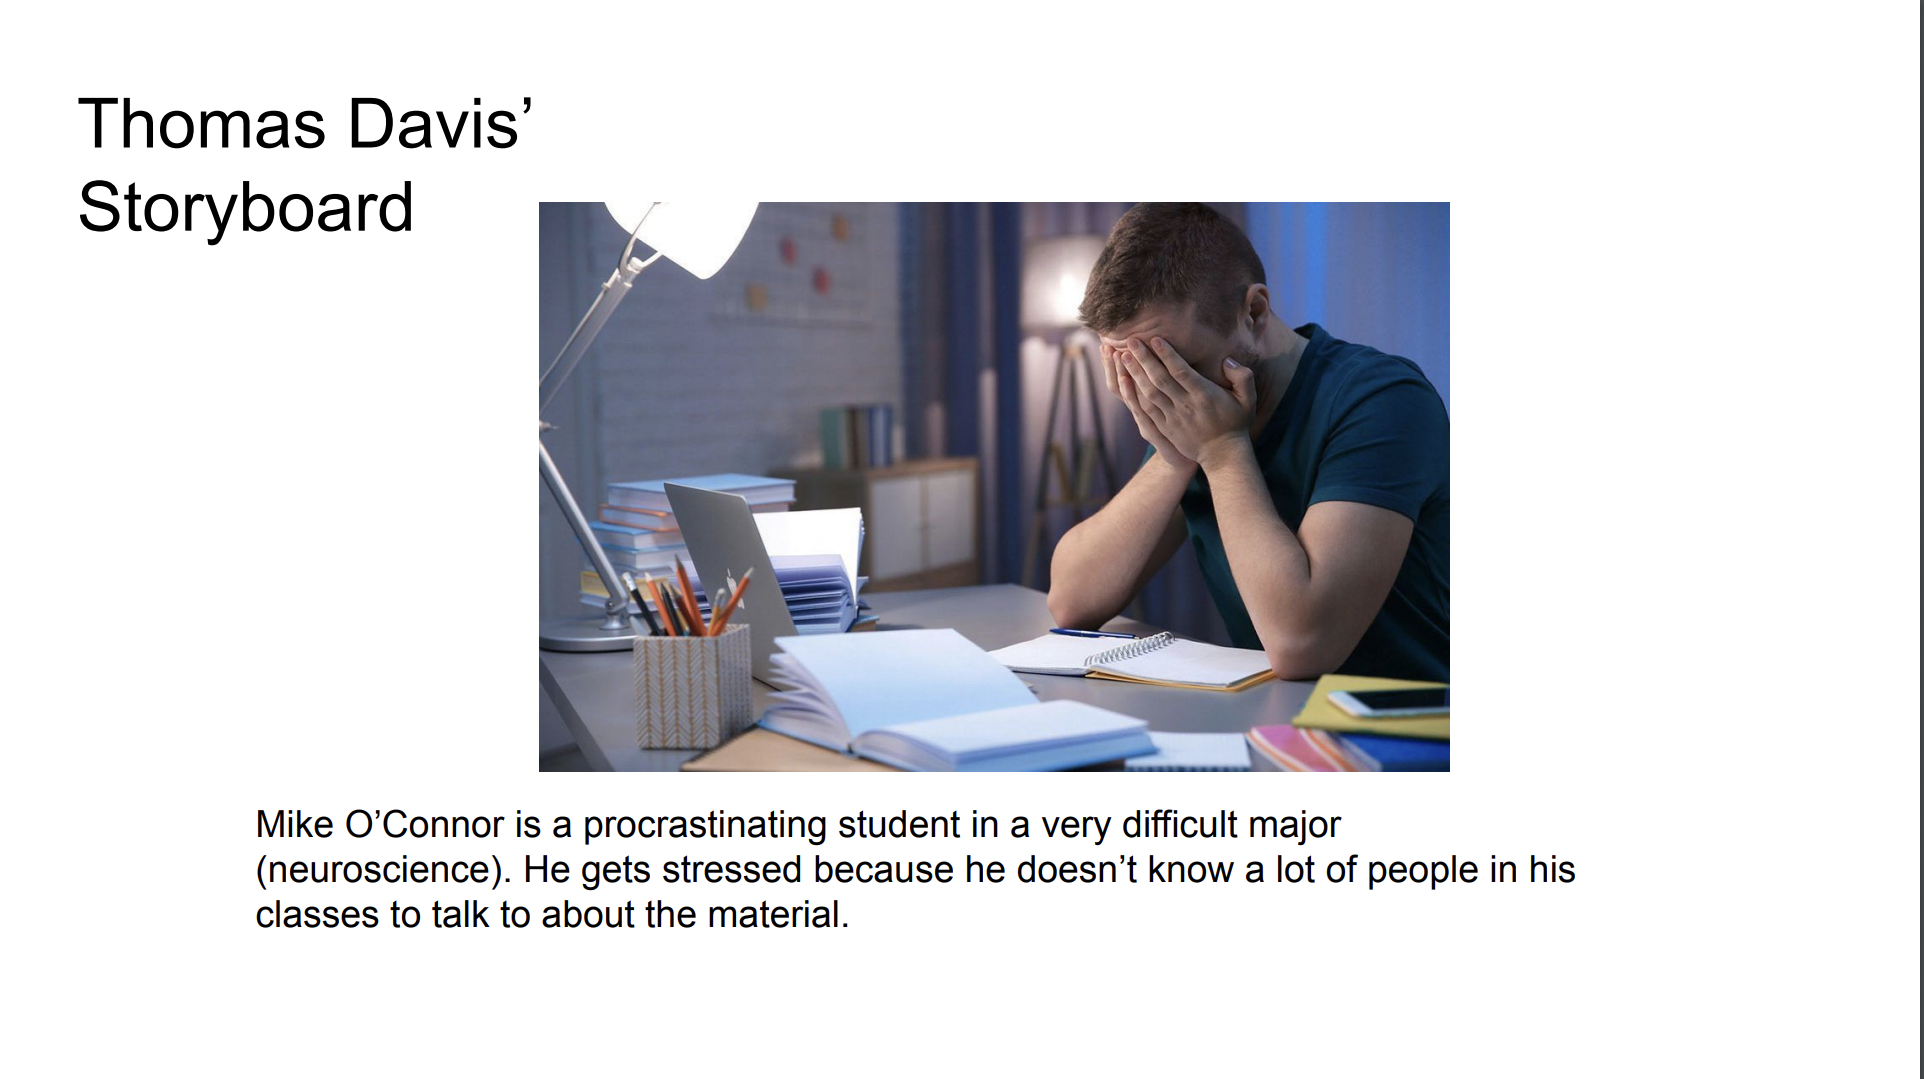 Thomas Davis’
Storyboard
Mike O’Connor is a procrastinating student in a very difficult major
(neuroscience). He gets stressed because he doesn’t know a lot of people in his
classes to talk to about the material.